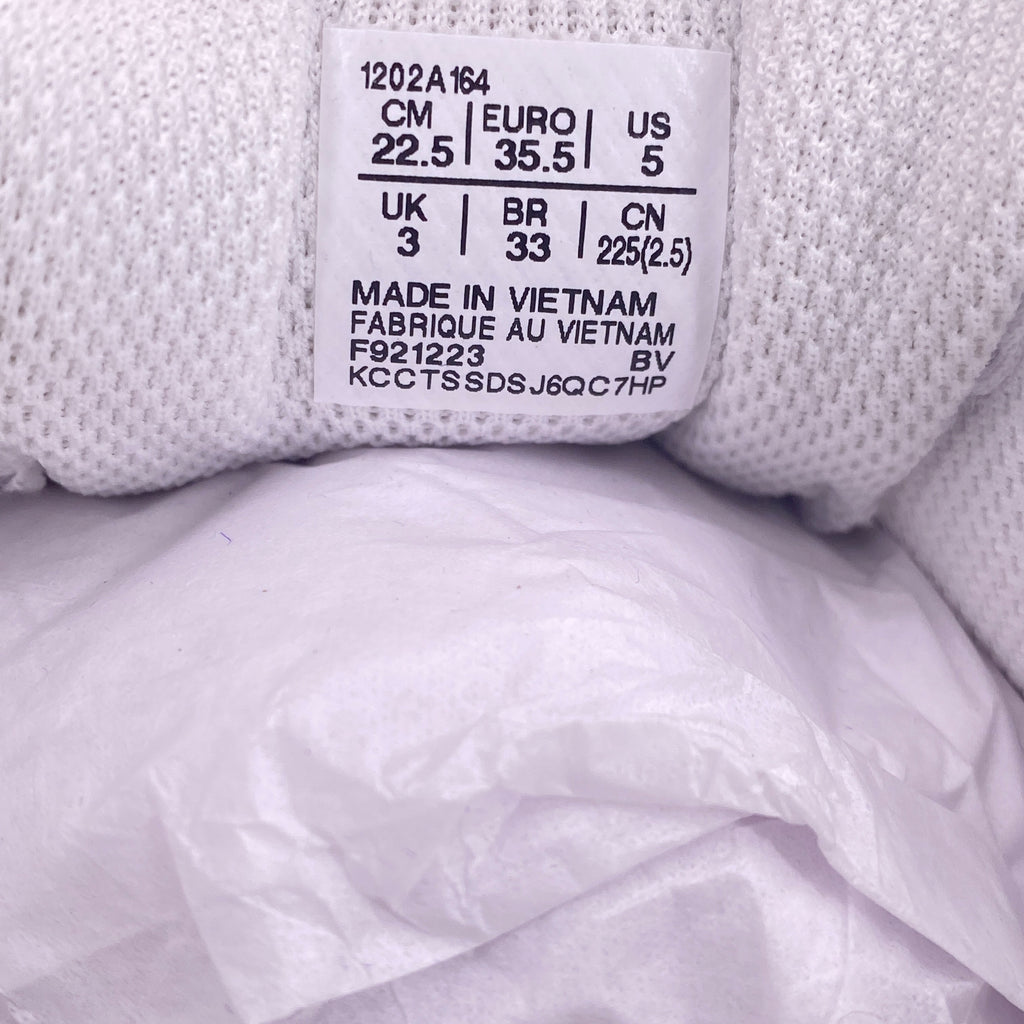 1202A164
CM | EURO | US
22.5 | 35.5 | 5
UK | BR | CN
3 | 33 | 225(2.5)
MADE IN VIETNAM
FABRIQUE AU VIETNAM
F921223 BV
KCCTSSDSJ6QC7HP